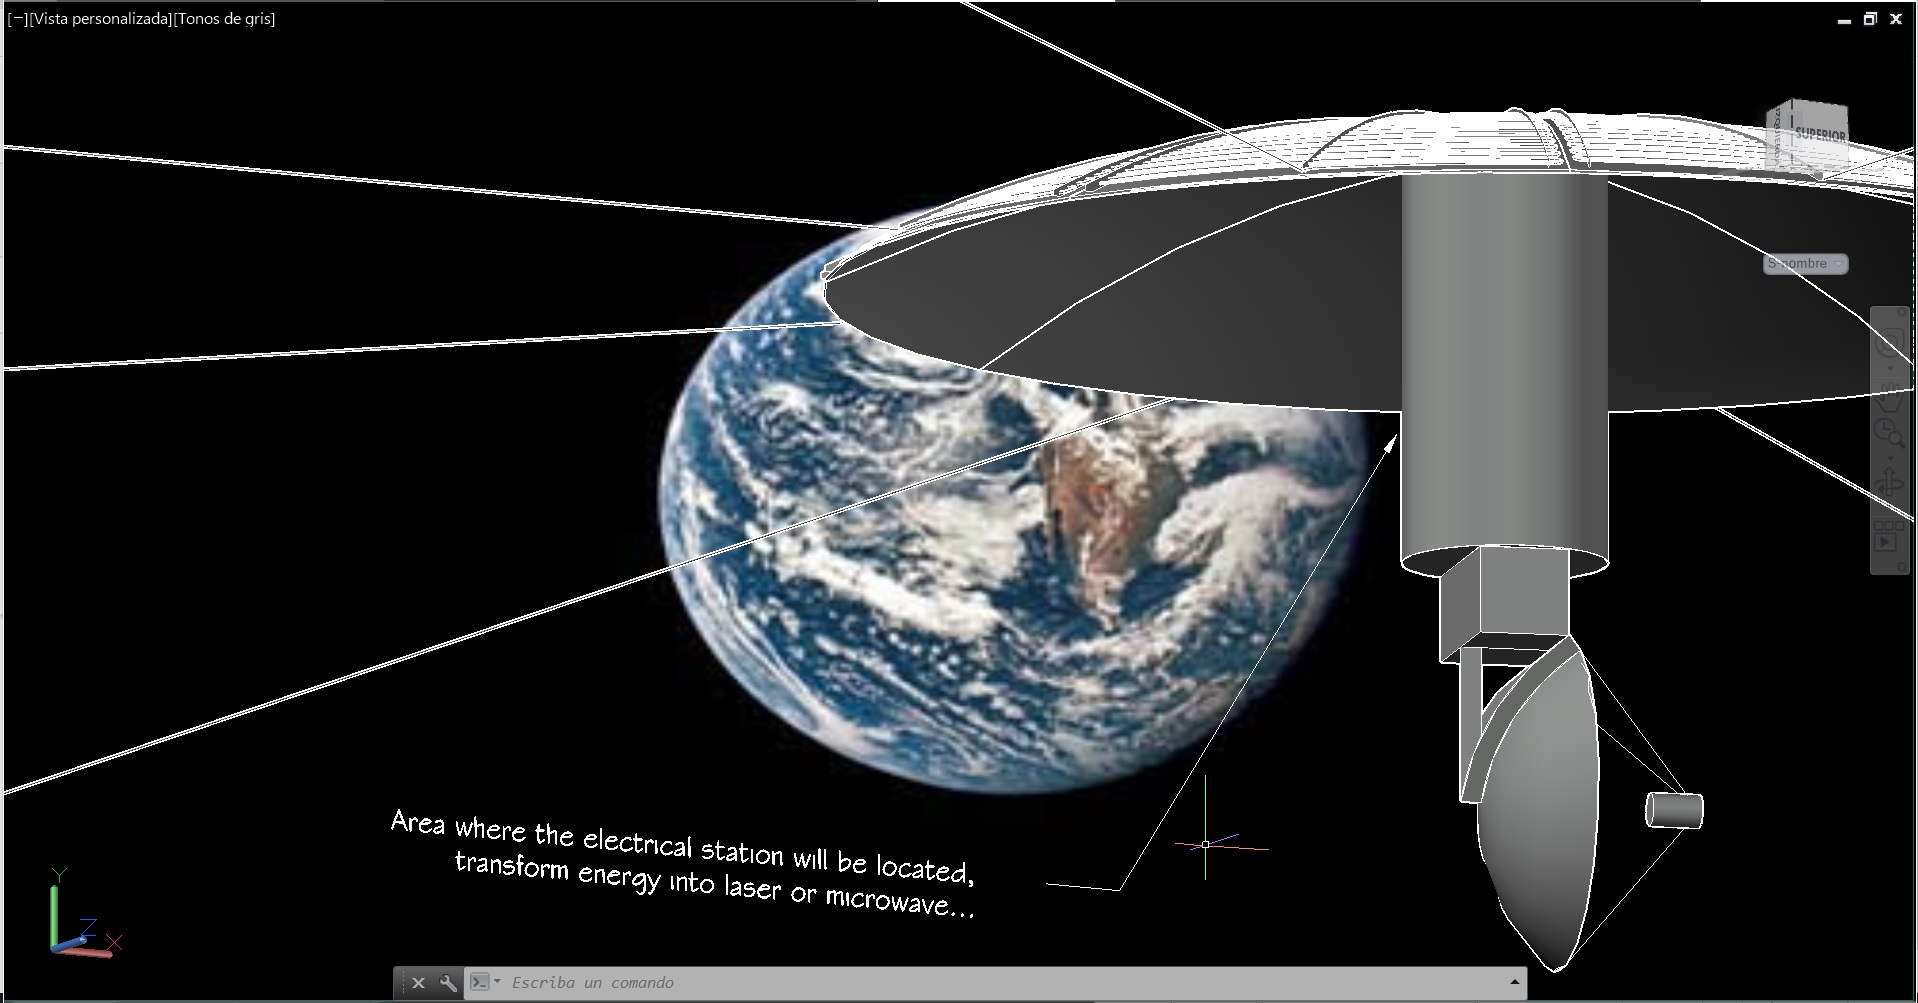 [−][Vista personalizada][Tonos de gris]
SUPERIOR
S-nombre
Area where the electrical station will be located,
transform energy into laser or microwave...
Y
Z
X
Escriba un comando